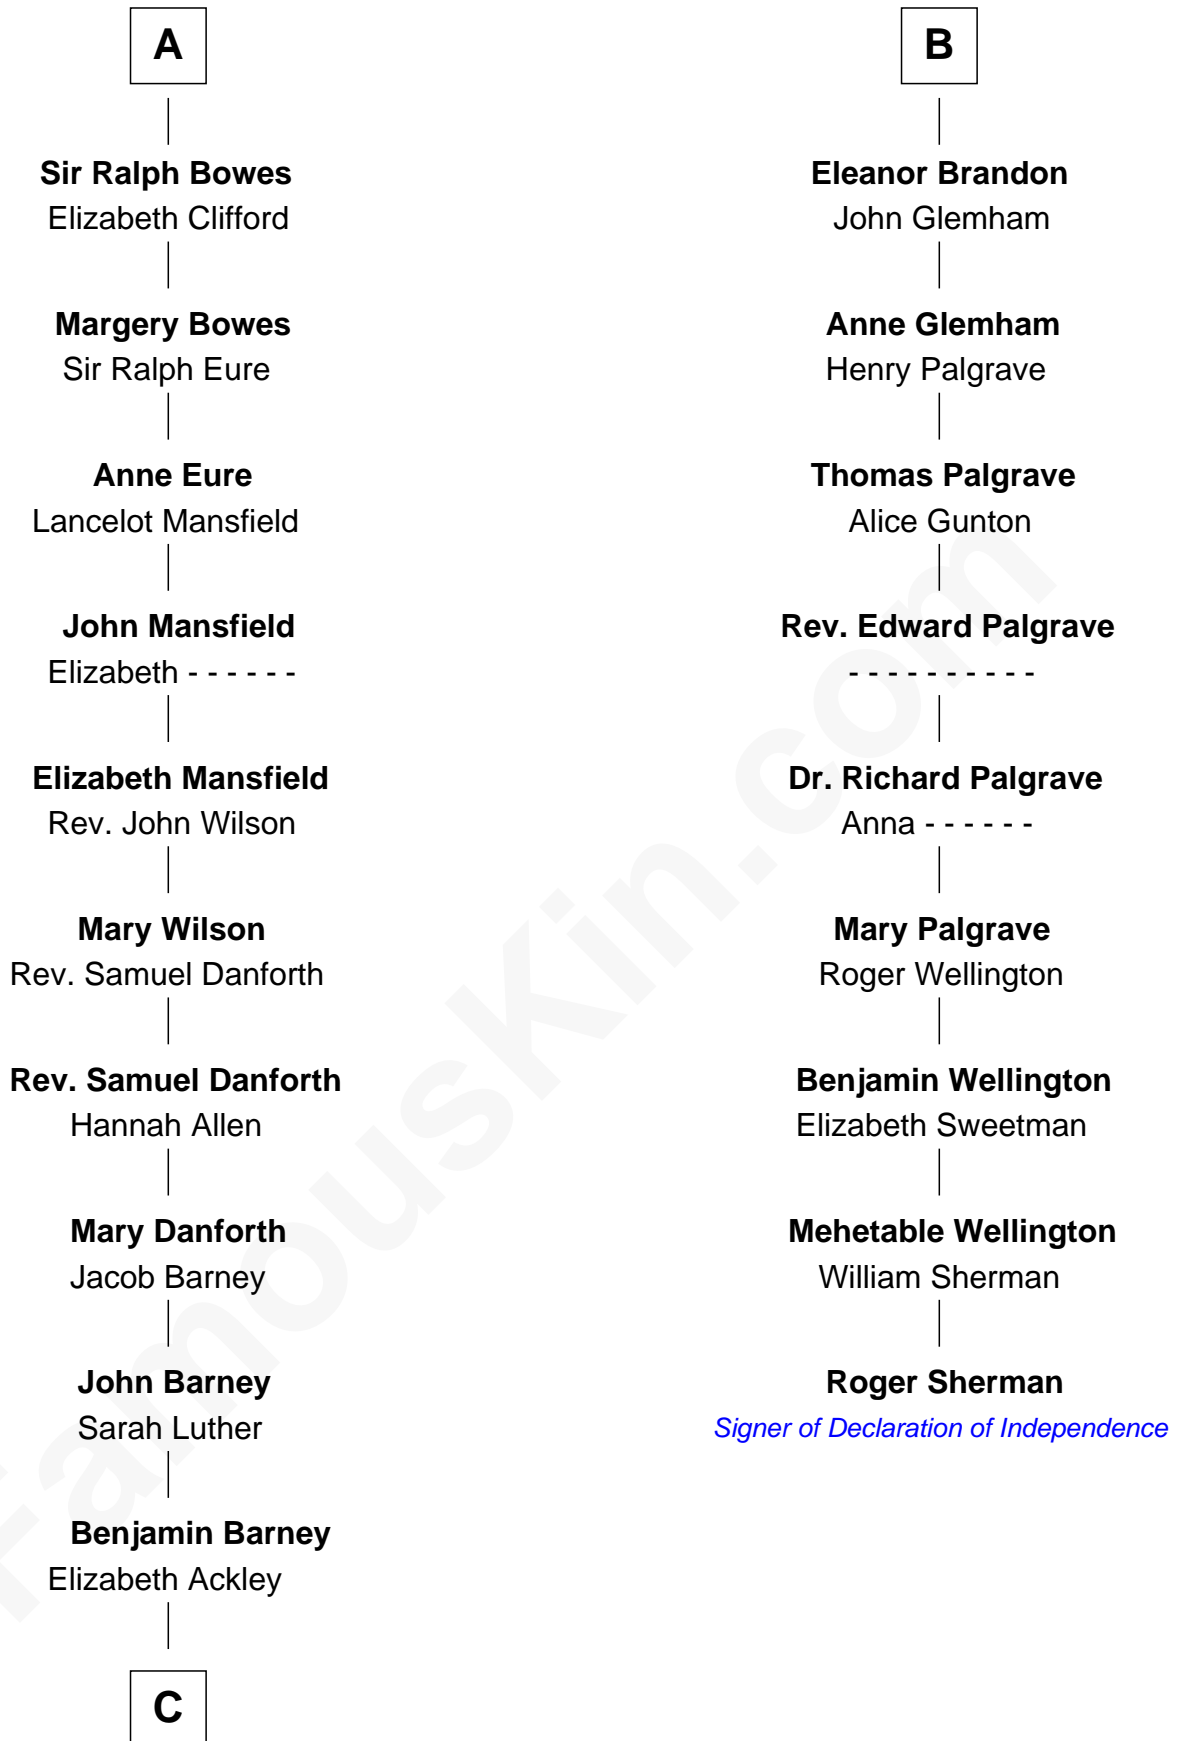 A
Sir Ralph Bowes
Elizabeth Clifford
Margery Bowes
Sir Ralph Eure
Anne Eure
Lancelot Mansfield
John Mansfield
Elizabeth - - - - - -
Elizabeth Mansfield
Rev. John Wilson
Mary Wilson
Rev. Samuel Danforth
Rev. Samuel Danforth
Hannah Allen
Mary Danforth
Jacob Barney
John Barney
Sarah Luther
Benjamin Barney
Elizabeth Ackley
C
B
Eleanor Brandon
John Glemham
Anne Glemham
Henry Palgrave
Thomas Palgrave
Alice Gunton
Rev. Edward Palgrave
- - - - - - - - - -
Dr. Richard Palgrave
Anna - - - - - -
Mary Palgrave
Roger Wellington
Benjamin Wellington
Elizabeth Sweetman
Mehetable Wellington
William Sherman
Roger Sherman
Signer of Declaration of Independence
FamousKin.com